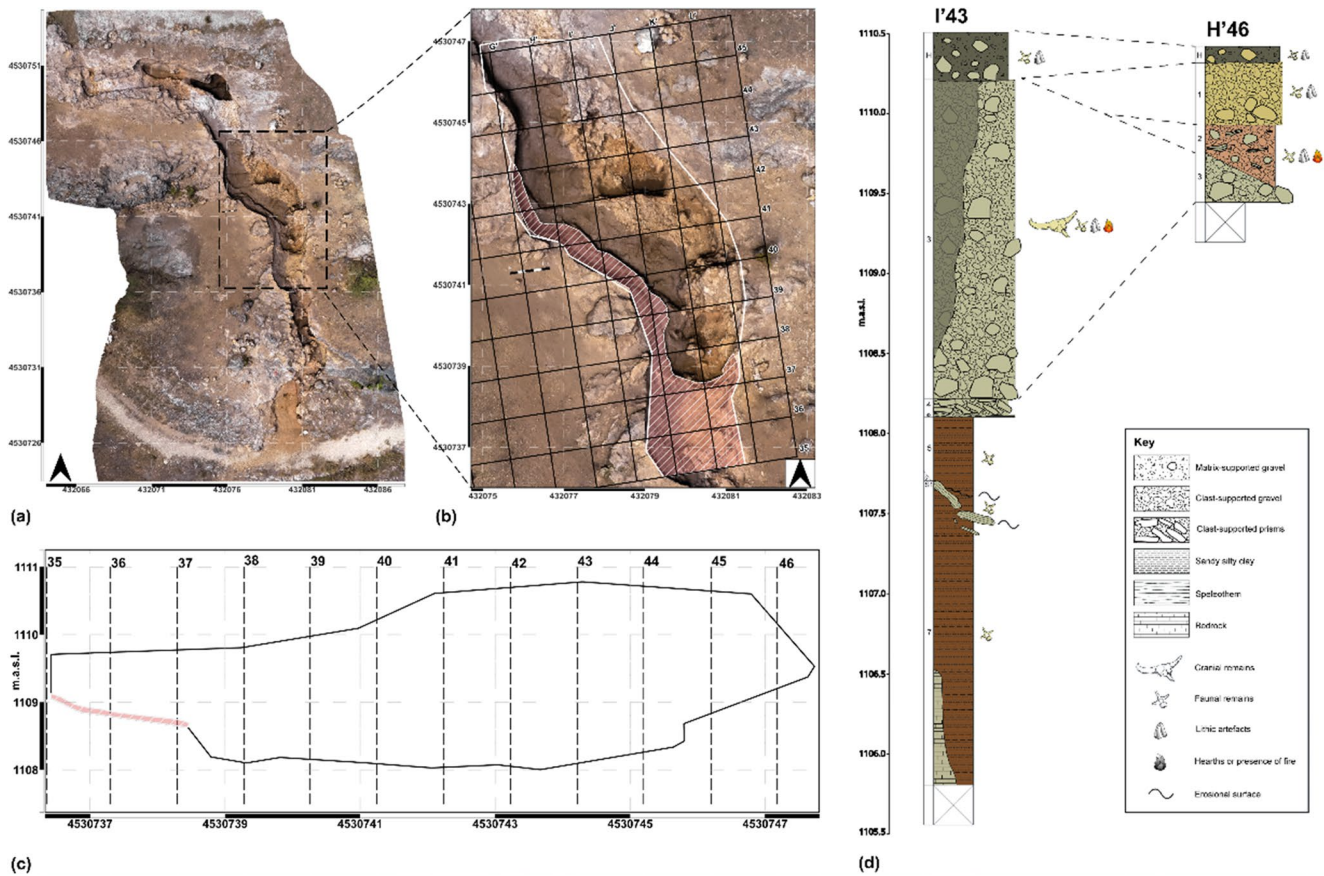 4530751
4530746
4530741
4530736
4530731
4530726
432066 432071 432076 432081 432086
(a)
4530747
4530745
4530743
4530741
4530739
4530737
G' H' I' J' K' L'
45
44
43
42
41
40
39
38
37
36
35
432075 432077 432079 432081 432083
(b)
35 36 37 38 39 40 41 42 43 44 45 46
1111
1110
1109
1108
m.a.s.l.
4530737 4530739 4530741 4530743 4530745 4530747
(c)
I'43
H'46
1110.5
1110.0
1109.5
1109.0
1108.5
1108.0
1107.5
1107.0
1106.5
1106.0
1105.5
m.a.s.l.
H
3
4
5
7
H
1
2
3
Key
Matrix-supported gravel
Clast-supported gravel
Clast-supported prisms
Sandy silty clay
Speleothem
Bedrock
Cranial remains
Faunal remains
Lithic artefacts
Hearths or presence of fire
Erosional surface
(d)